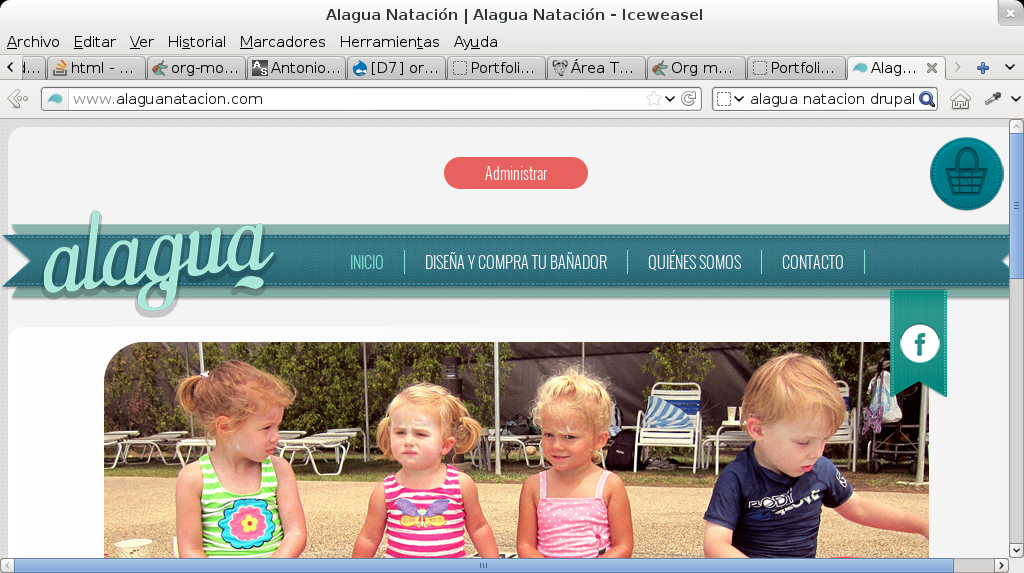 Alagua Natación | Alagua Natación - Iceweasel
Archivo Editar Ver Historial Marcadores Herramientas Ayuda
html - ... org-mo... Antonio... [D7] or... Portfoli... Área T... Org m... Portfoli... Alag...
www.alaguanatacion.com alagua natacion drupal
Administrar
alagua
INICIO DISEÑA Y COMPRA TU BAÑADOR QUIÉNES SOMOS CONTACTO
f
BODY